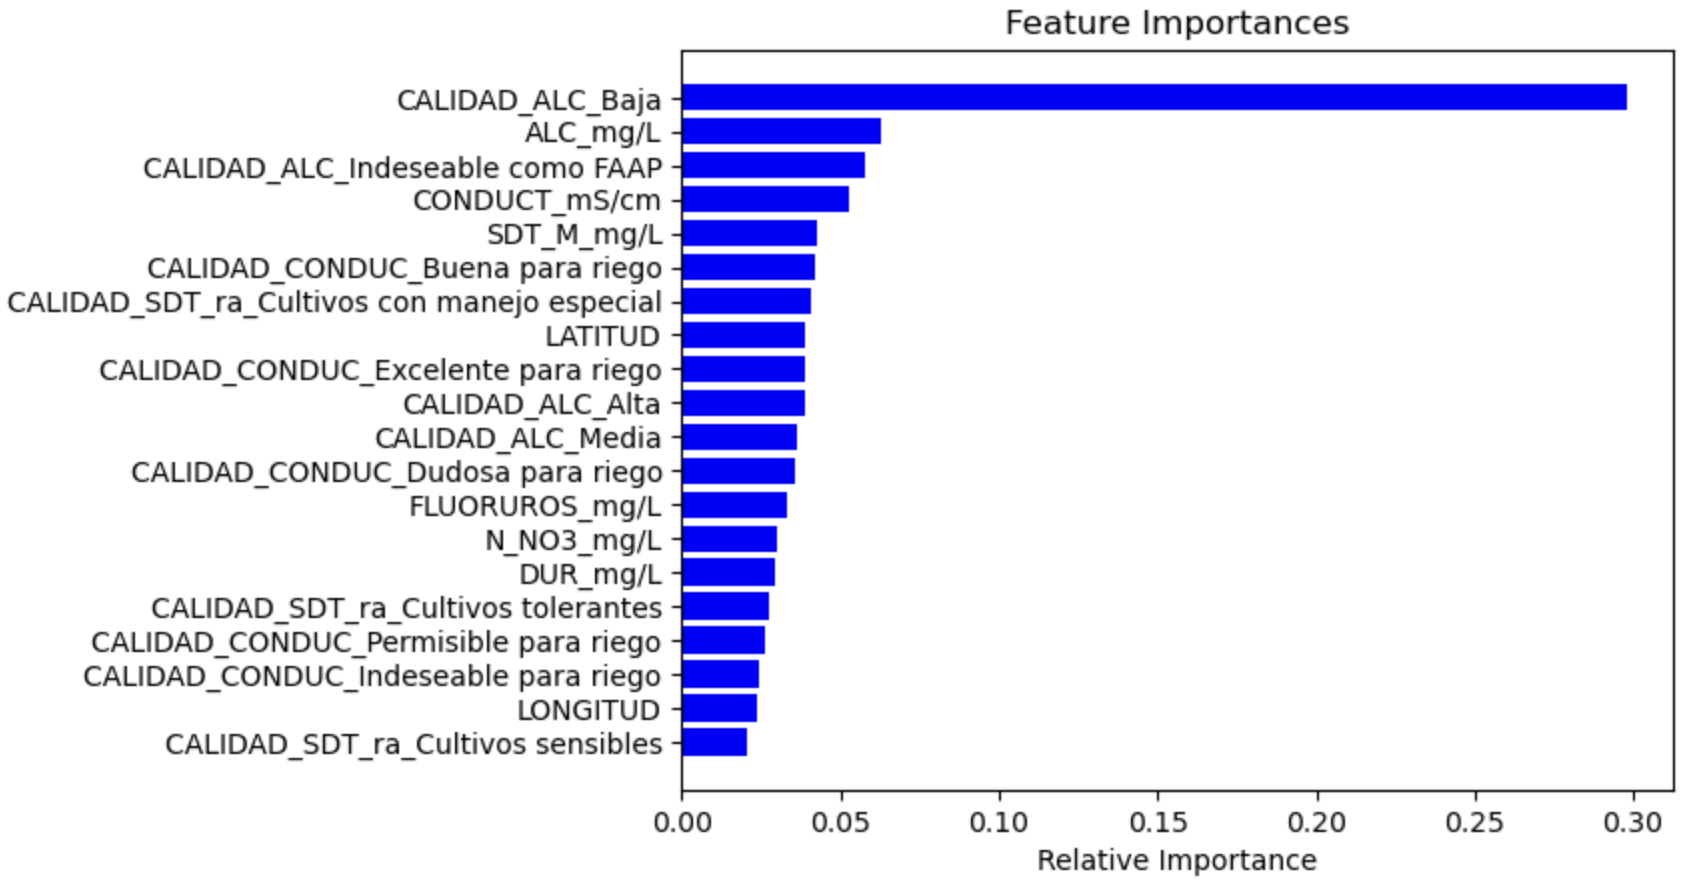 Feature Importances
CALIDAD_ALC_Baja
ALC_mg/L
CALIDAD_ALC_Indeseable como FAAP
CONDUCT_mS/cm
SDT_M_mg/L
CALIDAD_CONDUC_Buena para riego
CALIDAD_SDT_ra_Cultivos con manejo especial
LATITUD
CALIDAD_CONDUC_Excelente para riego
CALIDAD_ALC_Alta
CALIDAD_ALC_Media
CALIDAD_CONDUC_Dudosa para riego
FLUORUROS_mg/L
N_NO3_mg/L
DUR_mg/L
CALIDAD_SDT_ra_Cultivos tolerantes
CALIDAD_CONDUC_Permisible para riego
CALIDAD_CONDUC_Indeseable para riego
LONGITUD
CALIDAD_SDT_ra_Cultivos sensibles
0.00 0.05 0.10 0.15 0.20 0.25 0.30
Relative Importance